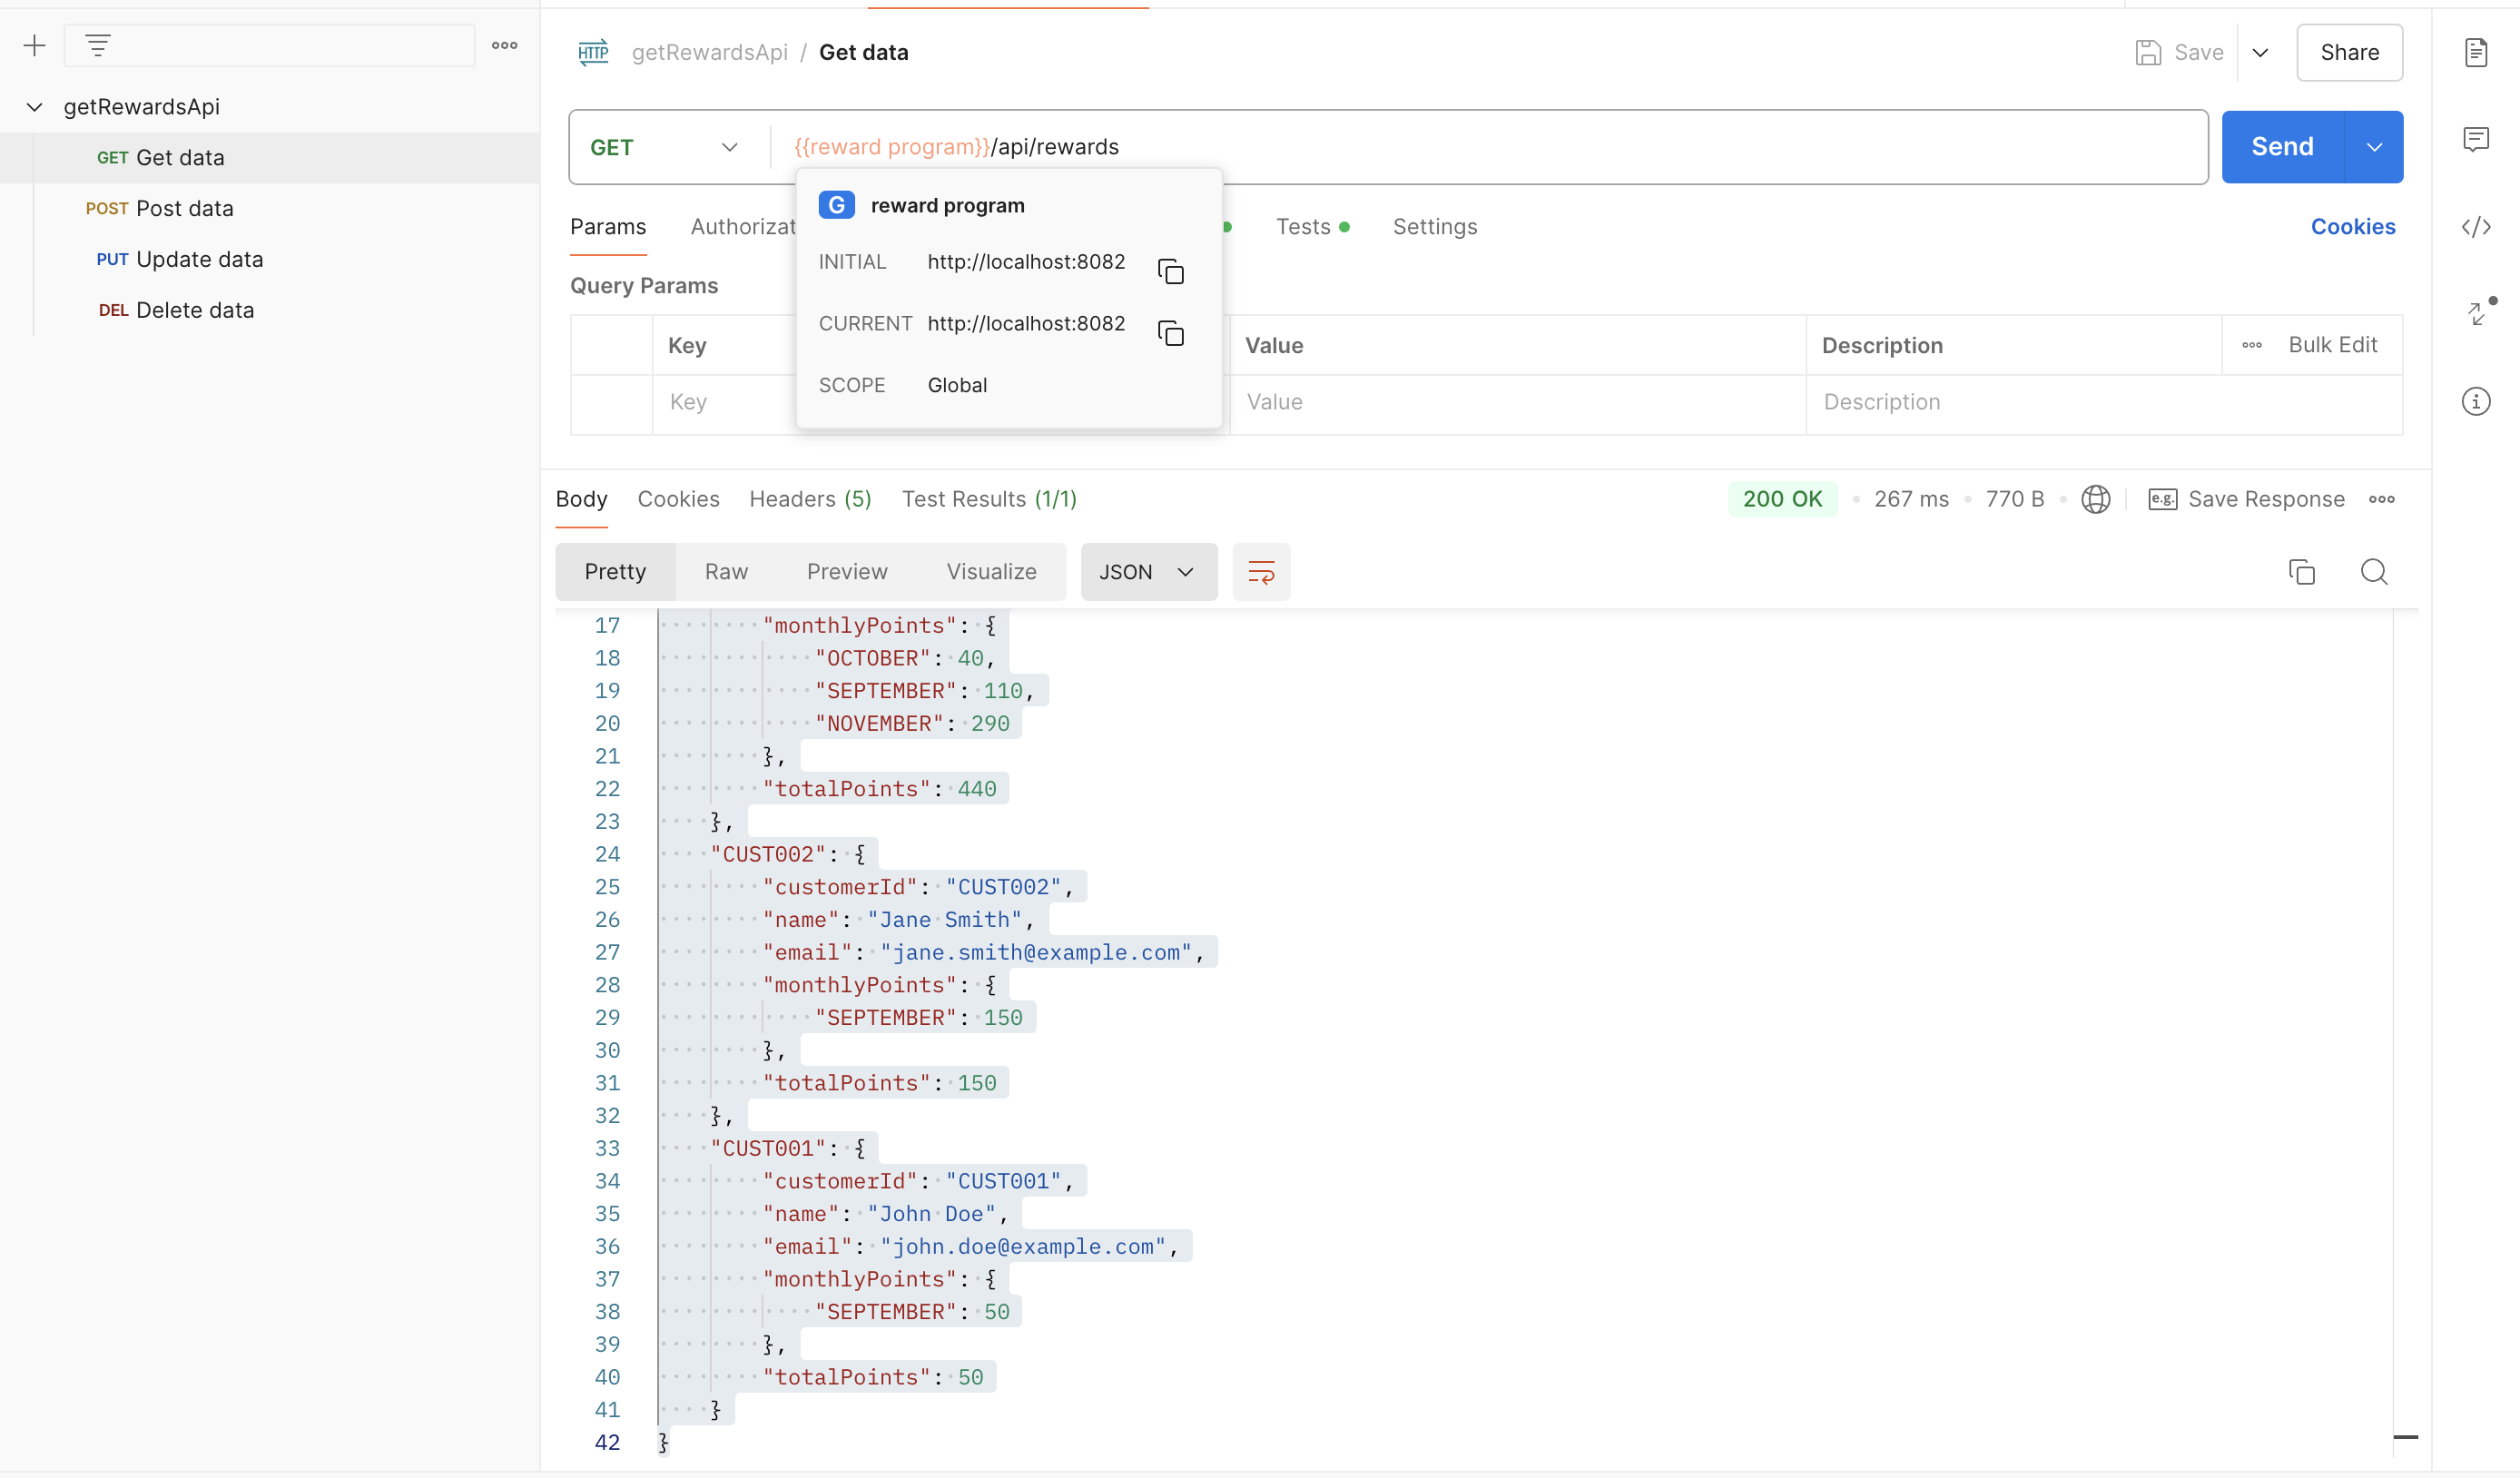 getRewardsApi
GET Get data
POST Post data
PUT Update data
DEL Delete data
HTTP getRewardsApi / Get data
Save
Share
GET
{{reward program}}/api/rewards
Send
G reward program
INITIAL http://localhost:8082
CURRENT http://localhost:8082
SCOPE Global
Params Authorizat Tests Settings Cookies
Query Params
Key Value Description Bulk Edit
Key Value Description
Body Cookies Headers (5) Test Results (1/1) 200 OK 267 ms 770 B e.g. Save Response
Pretty Raw Preview Visualize JSON
17 "monthlyPoints": {
18 "OCTOBER": 40,
19 "SEPTEMBER": 110,
20 "NOVEMBER": 290
21 },
22 "totalPoints": 440
23 },
24 "CUST002": {
25 "customerId": "CUST002",
26 "name": "Jane Smith",
27 "email": "jane.smith@example.com",
28 "monthlyPoints": {
29 "SEPTEMBER": 150
30 },
31 "totalPoints": 150
32 },
33 "CUST001": {
34 "customerId": "CUST001",
35 "name": "John Doe",
36 "email": "john.doe@example.com",
37 "monthlyPoints": {
38 "SEPTEMBER": 50
39 },
40 "totalPoints": 50
41 }
42 }